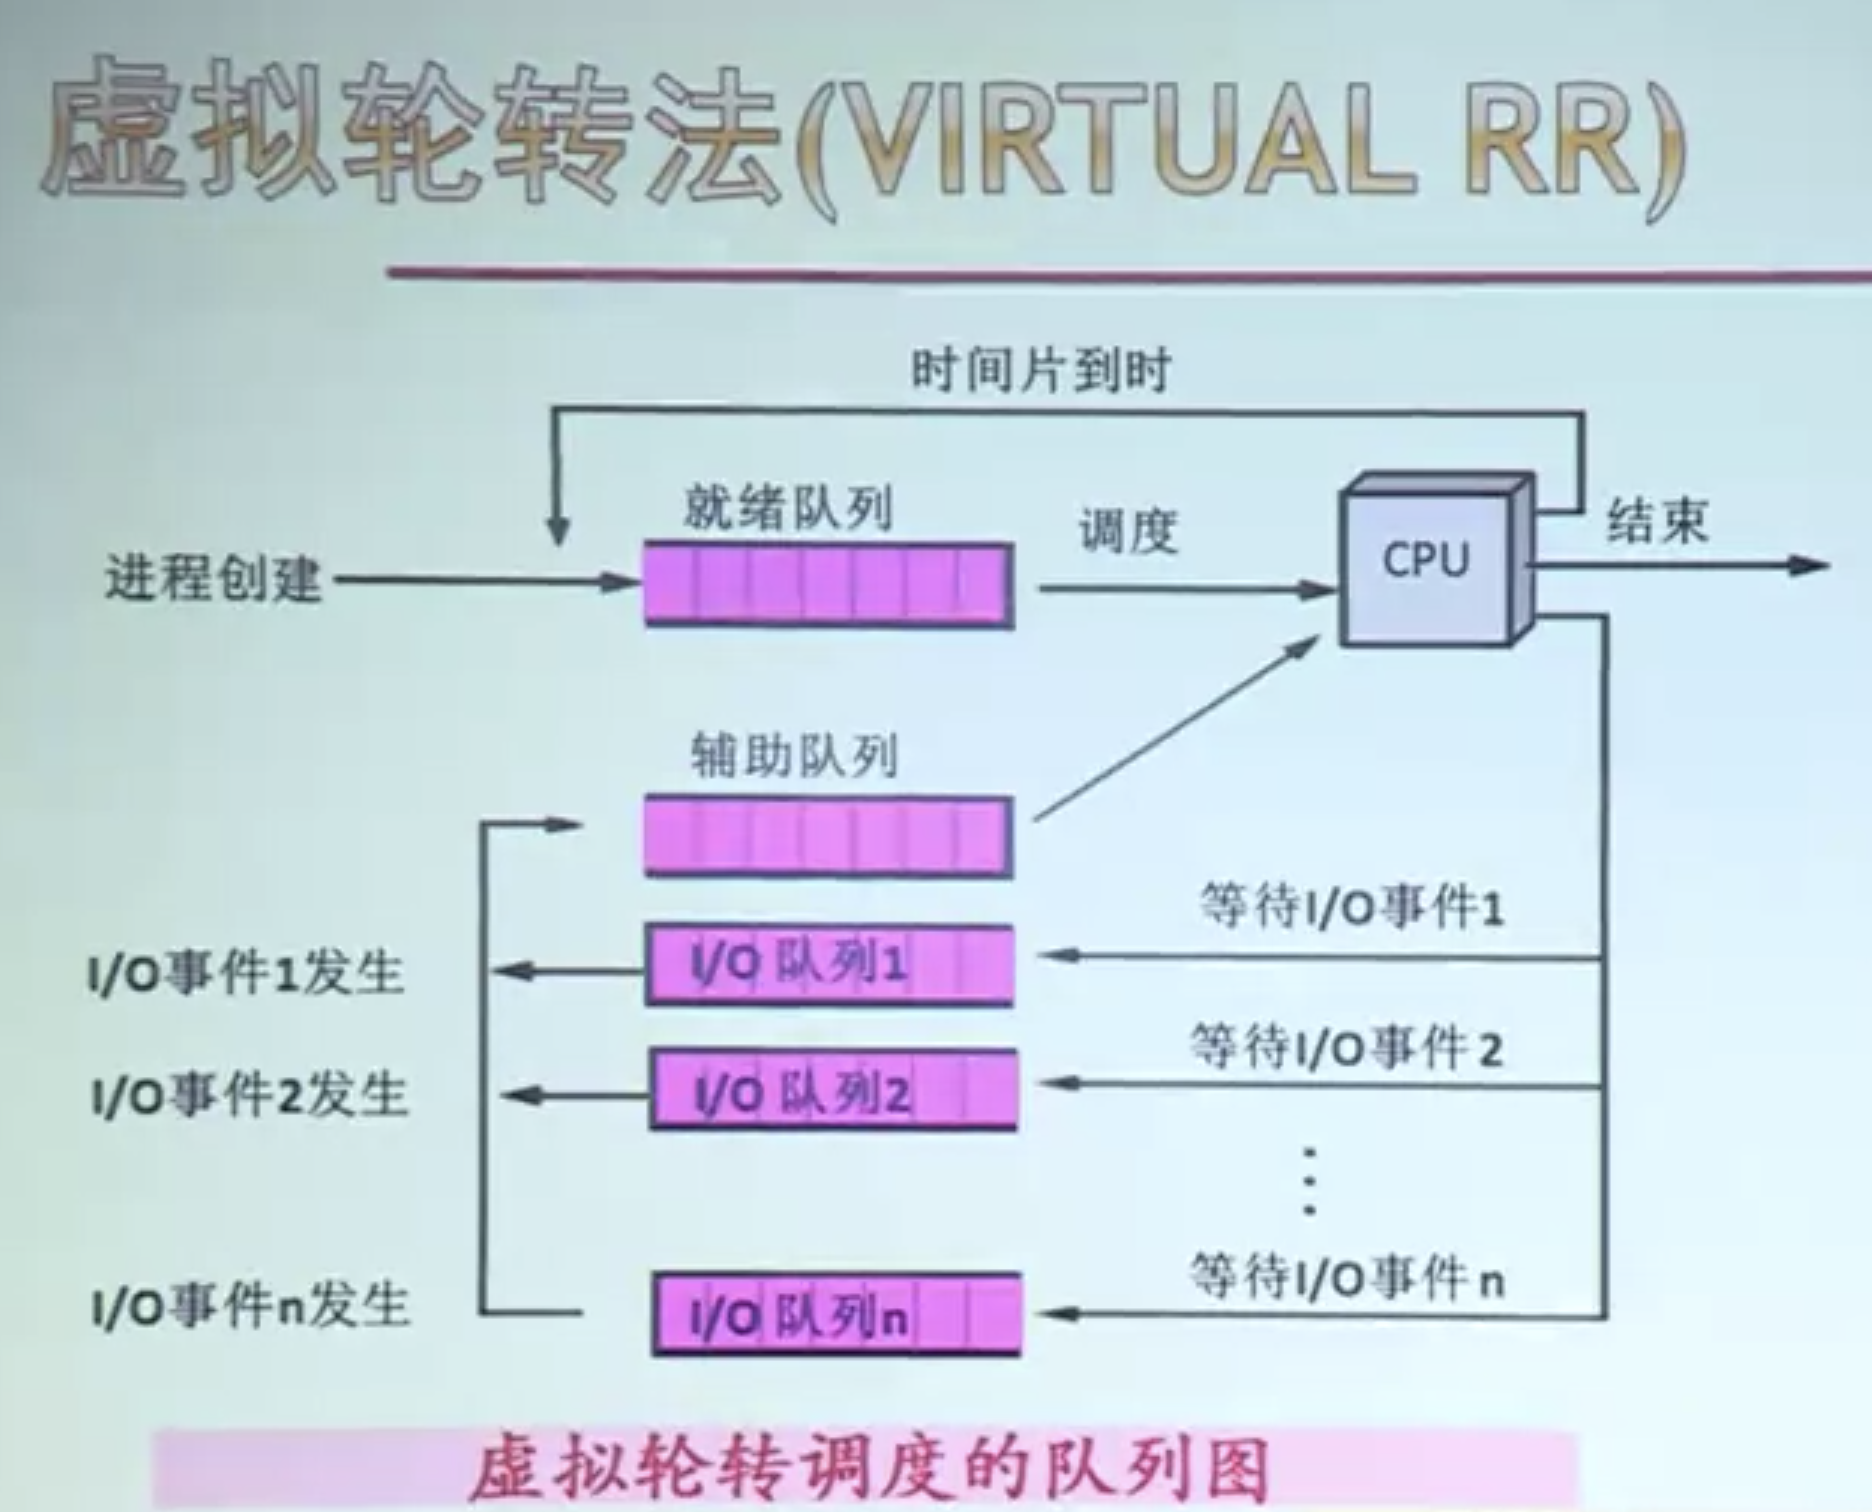 虚拟轮转法(VIRTUAL RR)
时间片到时
就绪队列
调度
结束
进程创建
CPU
辅助队列
等待I/O事件1
I/O事件1发生
I/O 队列1
等待I/O事件2
I/O事件2发生
I/O 队列2
等待I/O事件n
I/O事件n发生
I/O 队列n
虚拟轮转调度的队列图